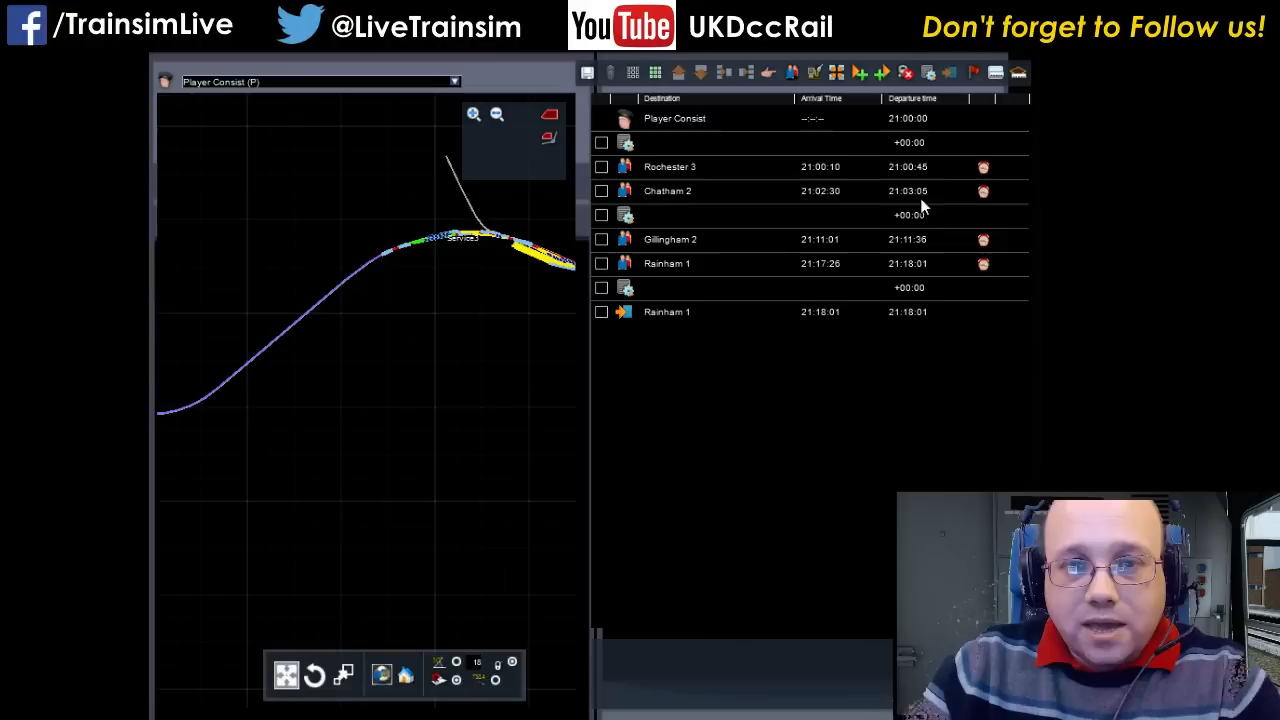 /TrainsimLive @LiveTrainsim YouTube UKDccRail Don't forget to Follow us!
Player Consist (P)
Destination Arrival Time Departure time
Player Consist --:--:-- 21:00:00
+00:00
Rochester 3 21:00:10 21:00:45
Chatham 2 21:02:30 21:03:05
+00:00
Gillingham 2 21:11:01 21:11:36
Rainham 1 21:17:26 21:18:01
+00:00
Rainham 1 21:18:01 21:18:01
Service3
18